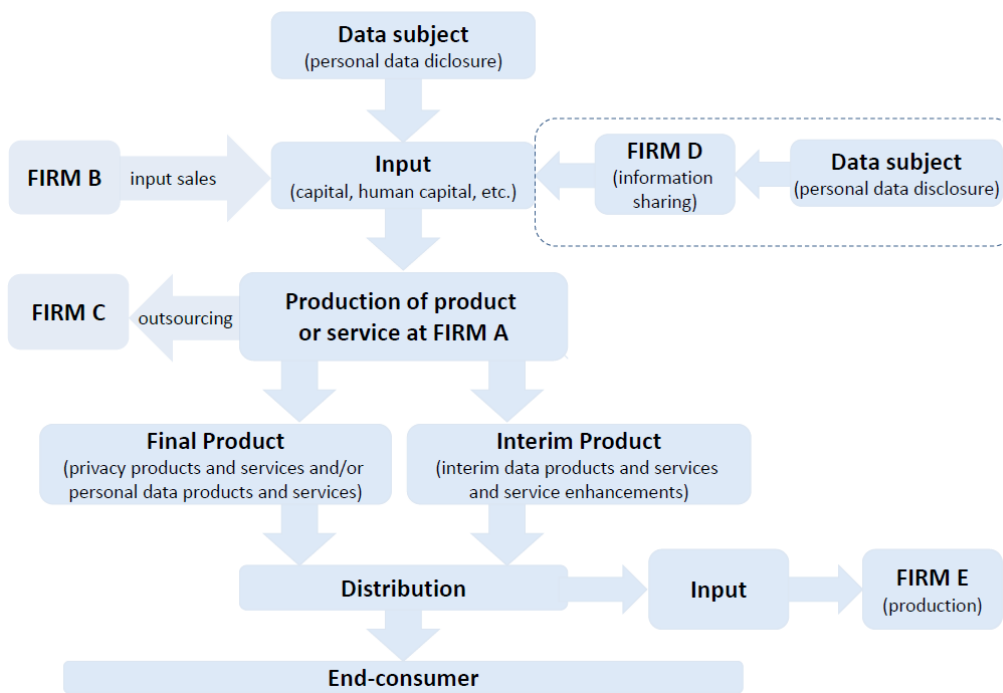 Data subject
(personal data diclosure)
FIRM B
input sales
Input
(capital, human capital, etc.)
FIRM D
(information
sharing)
Data subject
(personal data disclosure)
FIRM C
outsourcing
Production of product
or service at FIRM A
Final Product
(privacy products and services and/or
personal data products and services)
Interim Product
(interim data products and services
and service enhancements)
Distribution
Input
FIRM E
(production)
End-consumer